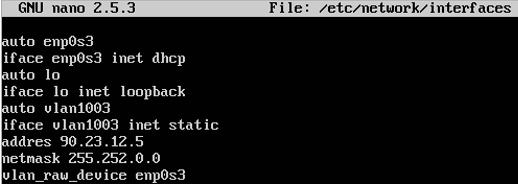 GNU nano 2.5.3 File: /etc/network/interfaces
auto enp0s3
iface enp0s3 inet dhcp
auto lo
iface lo inet loopback
auto vlan1003
iface vlan1003 inet static
addres 90.23.12.5
netmask 255.252.0.0
vlan_raw_device enp0s3